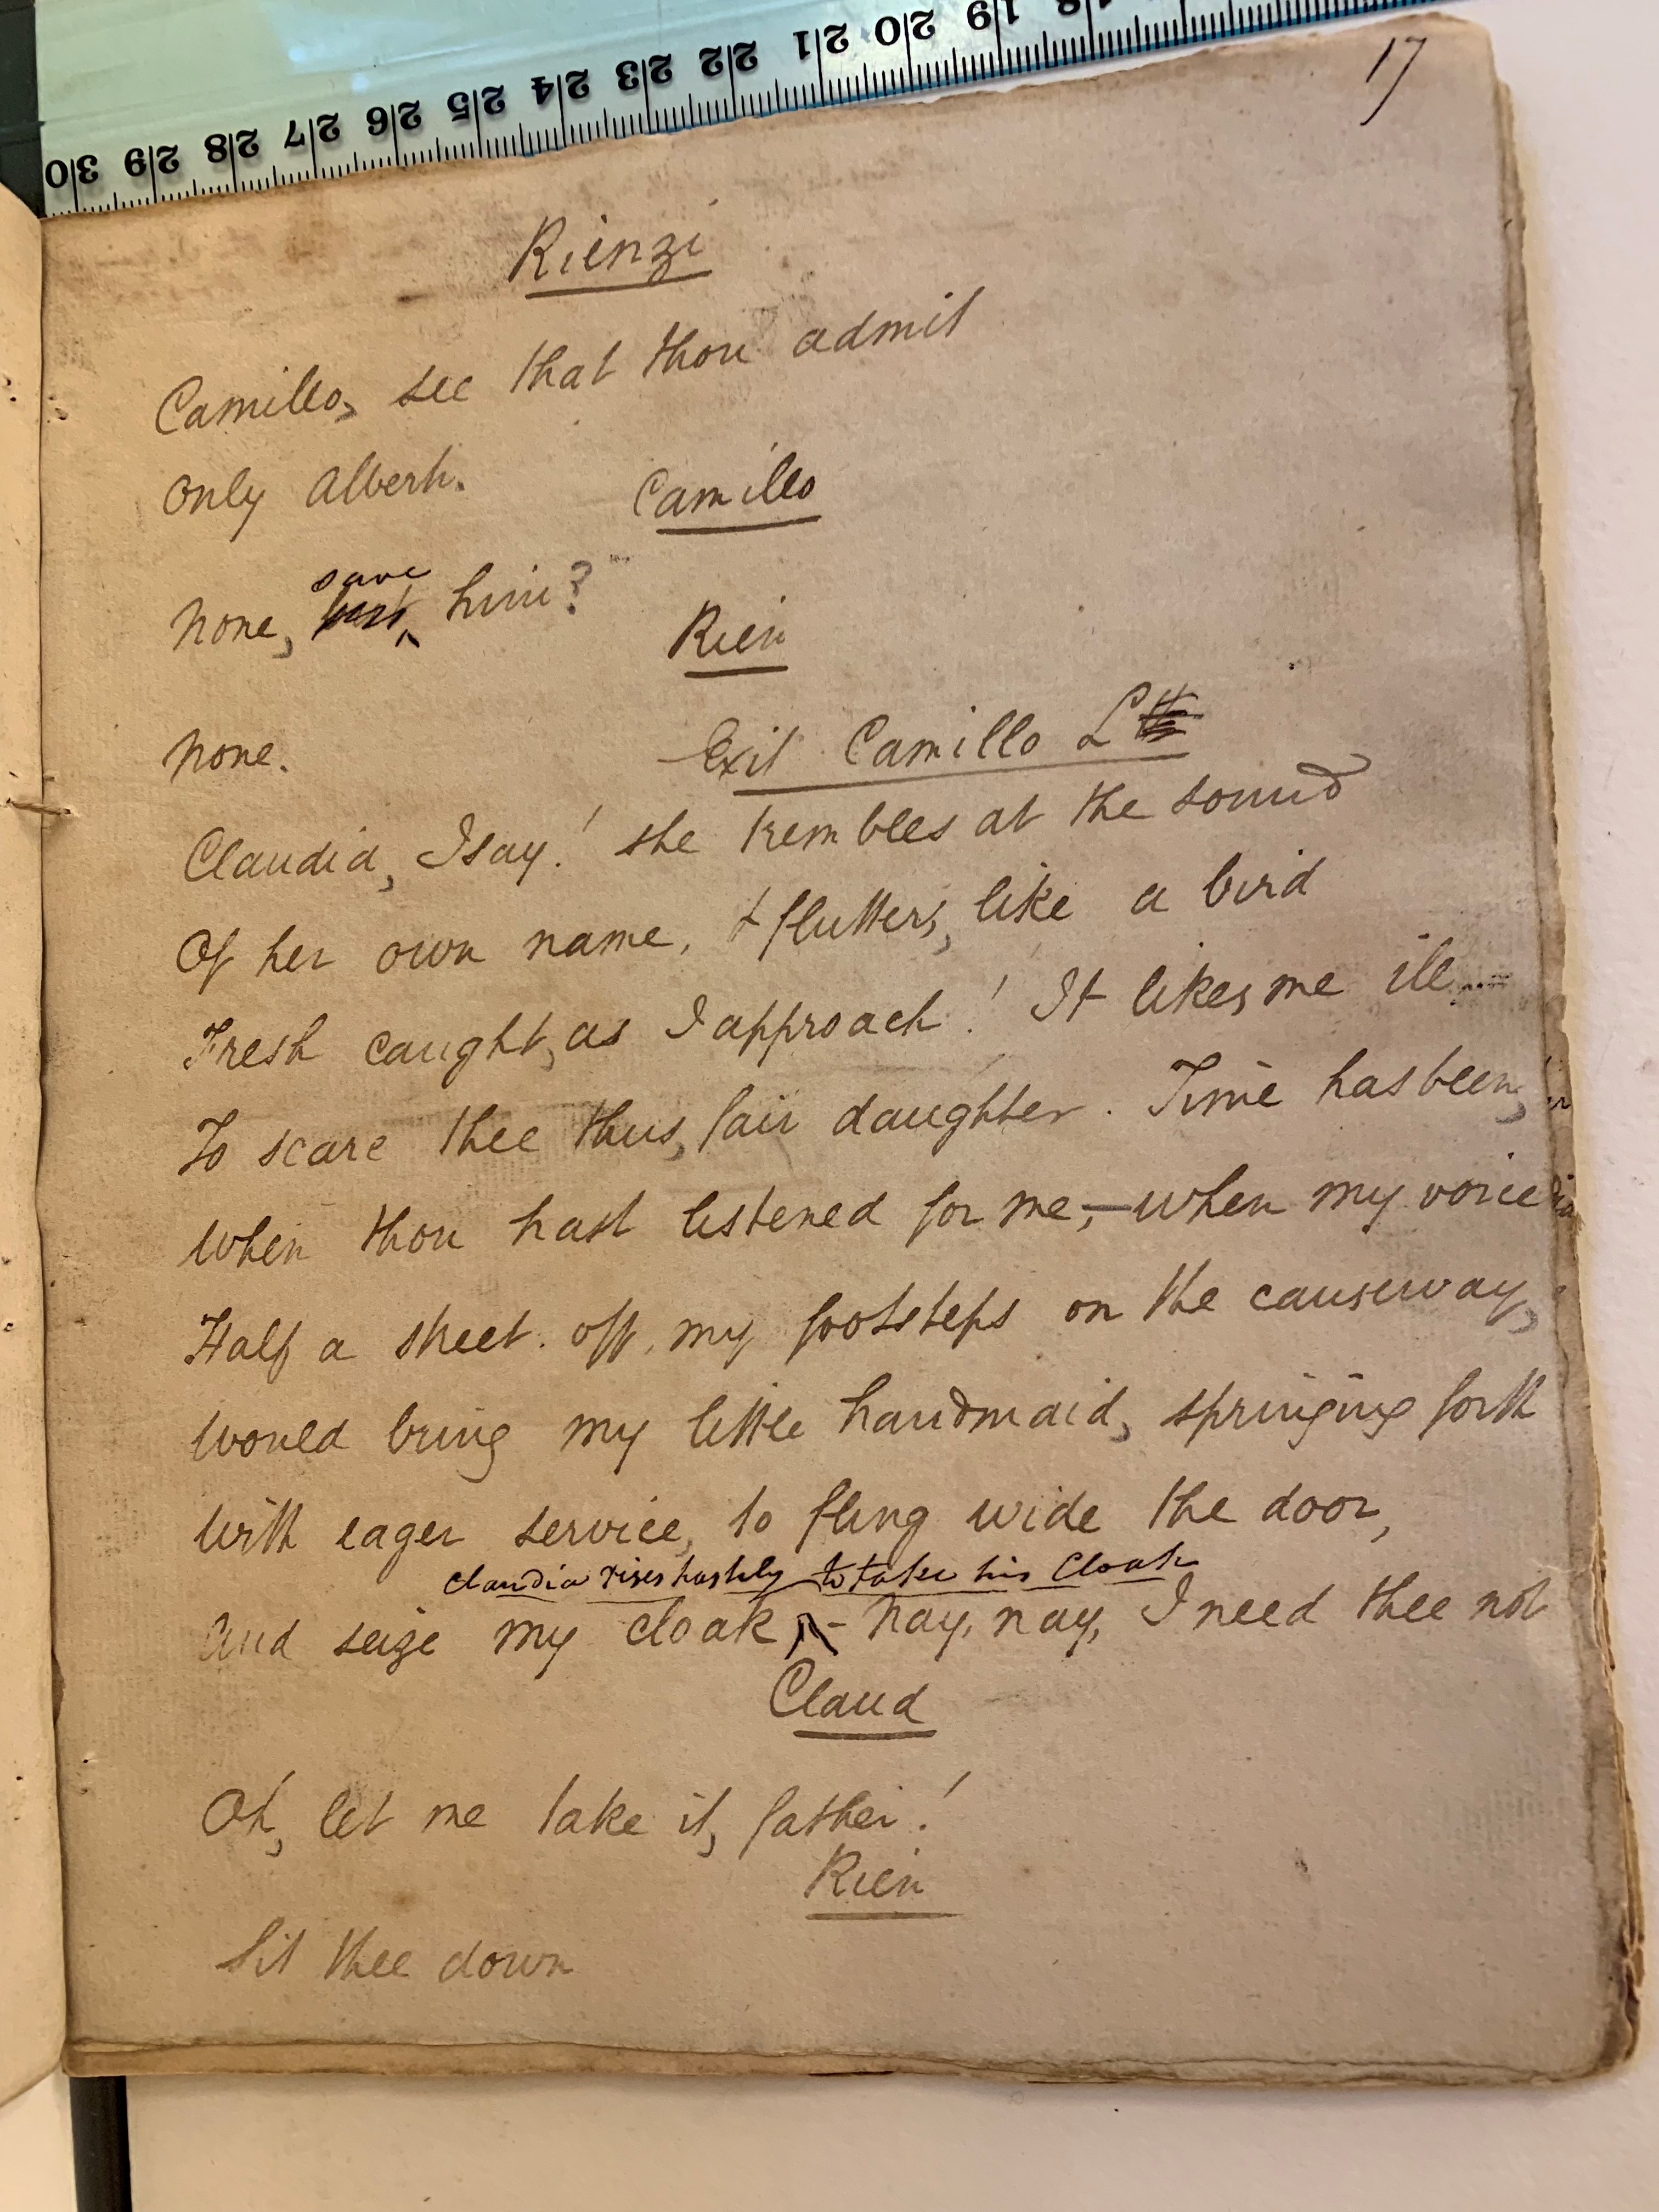 30 29 28 27 26 25 24 23 22 21 20 19 18
17
Rienzi
Camillo, see that thou admit
Only Alberti.
Camillo
None, but save him?
Rien
None.
Exit Camillo L
Claudia, I say! she trembles at the sound
Of her own name, & flutters, like a bird
Fresh caught, as I approach! It likes me ill
To scare thee thus, fair daughter. Time has been,
When thou hast listened for me,—when my voice
Half a street off, my footsteps on the causeway,
Would bring my little handmaid, springing forth
With eager service, to fling wide the door,
Claudia rises hastily to take his Cloak
And seize my cloak,- Nay, nay, I need thee not
Claud
Oh, let me take it, father!
Rien
Sit thee down